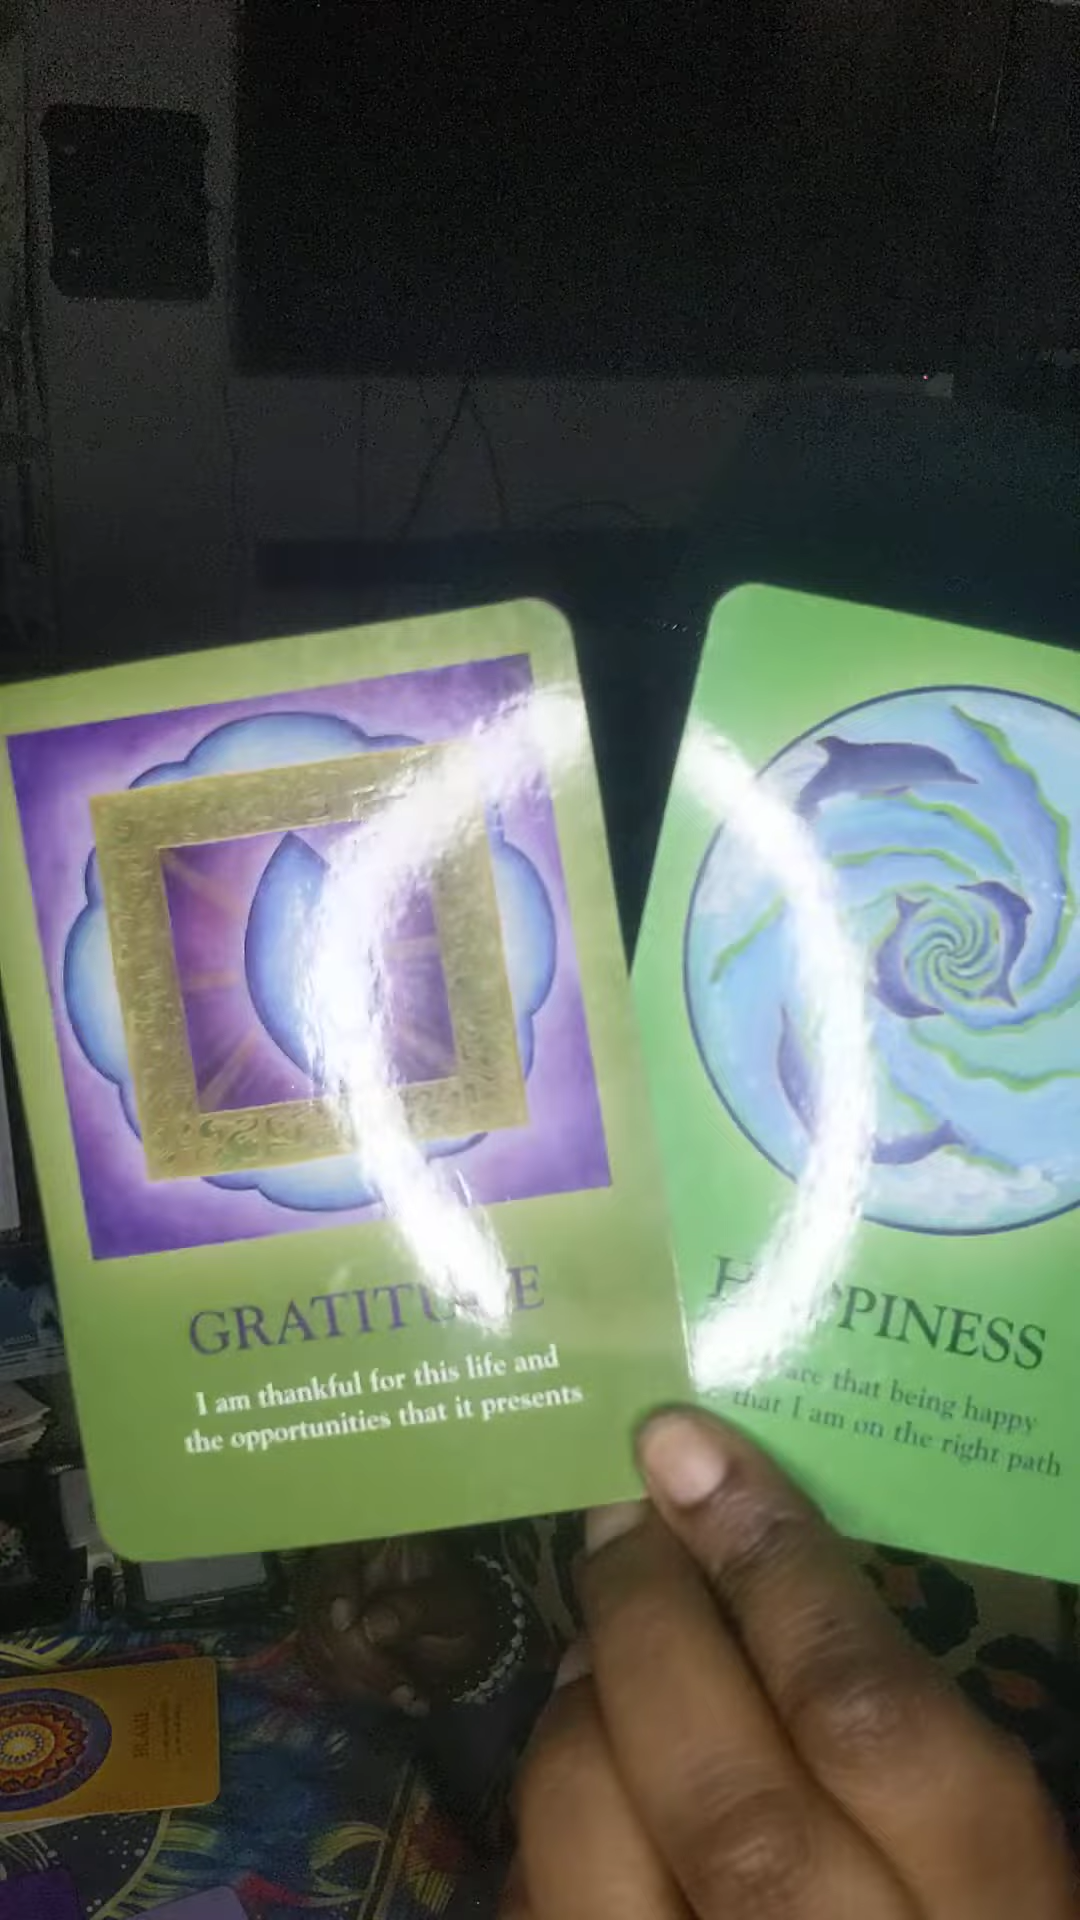 GRATITUDE
I am thankful for this life and
the opportunities that it presents
HAPPINESS
are that being happy
that I am on the right path